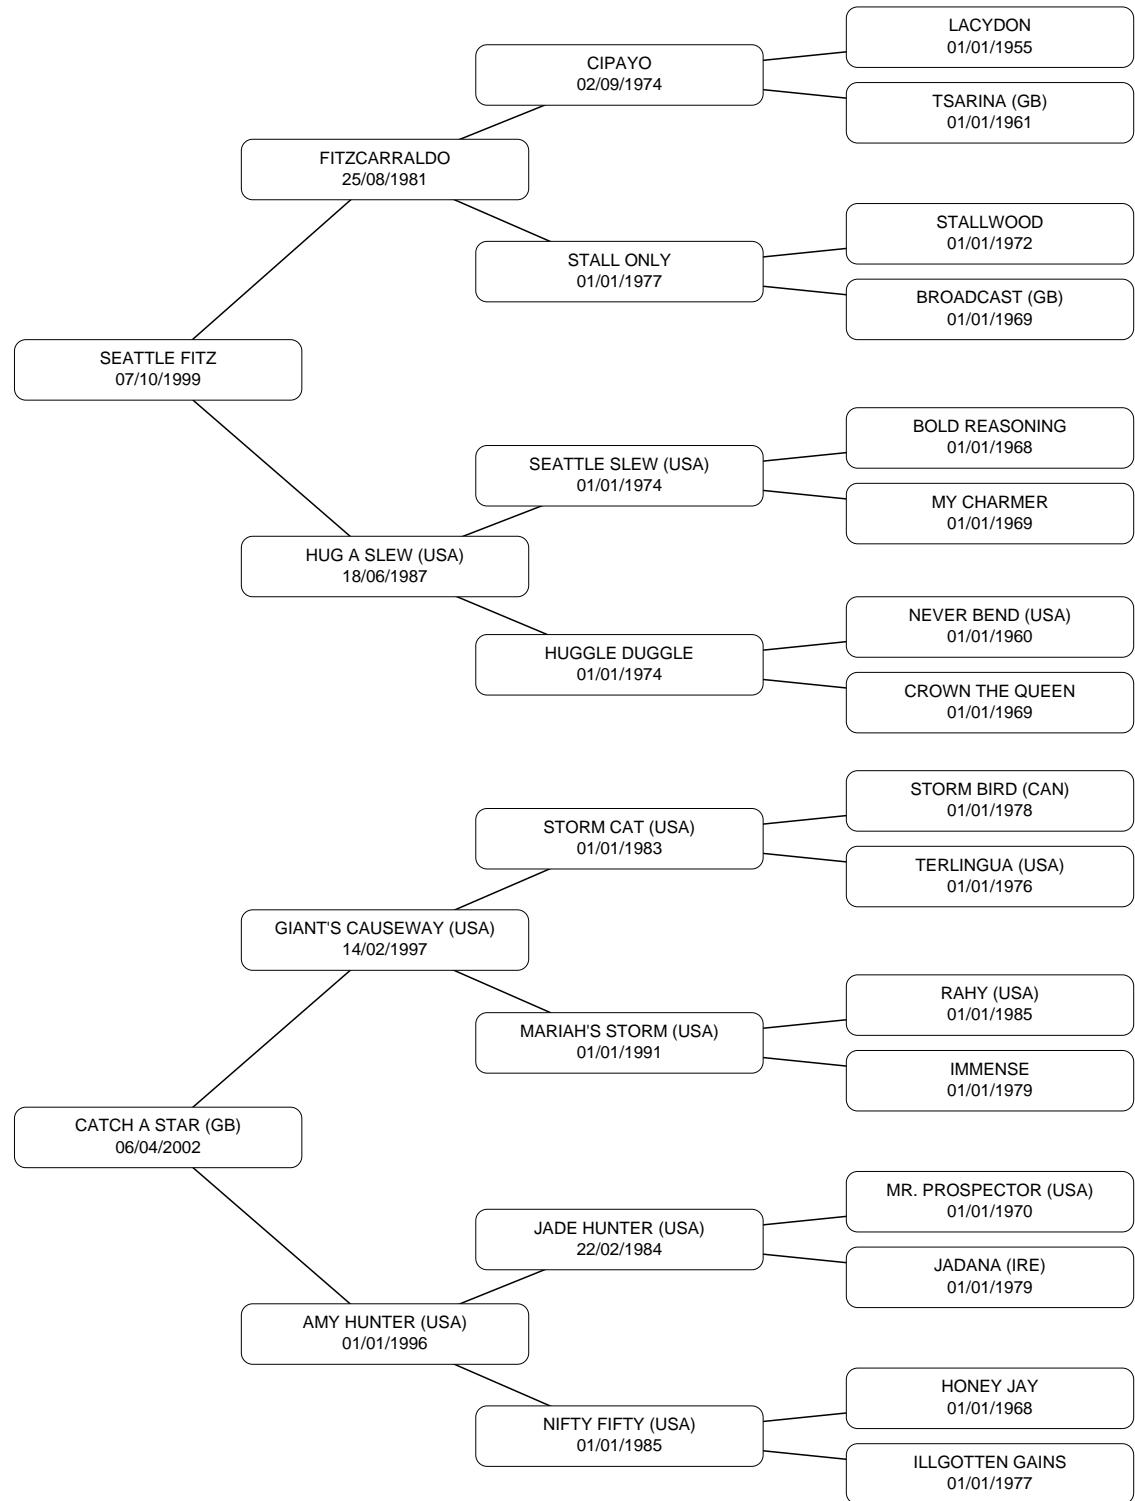 LACYDON
01/01/1955
CIPAYO
02/09/1974
TSARINA (GB)
01/01/1961
FITZCARRALDO
25/08/1981
STALLWOOD
01/01/1972
STALL ONLY
01/01/1977
BROADCAST (GB)
01/01/1969
SEATTLE FITZ
07/10/1999
BOLD REASONING
01/01/1968
SEATTLE SLEW (USA)
01/01/1974
MY CHARMER
01/01/1969
HUG A SLEW (USA)
18/06/1987
NEVER BEND (USA)
01/01/1960
HUGGLE DUGGLE
01/01/1974
CROWN THE QUEEN
01/01/1969
STORM BIRD (CAN)
01/01/1978
STORM CAT (USA)
01/01/1983
TERLINGUA (USA)
01/01/1976
GIANT'S CAUSEWAY (USA)
14/02/1997
RAHY (USA)
01/01/1985
MARIAH'S STORM (USA)
01/01/1991
IMMENSE
01/01/1979
CATCH A STAR (GB)
06/04/2002
MR. PROSPECTOR (USA)
01/01/1970
JADE HUNTER (USA)
22/02/1984
JADANA (IRE)
01/01/1979
AMY HUNTER (USA)
01/01/1996
HONEY JAY
01/01/1968
NIFTY FIFTY (USA)
01/01/1985
ILLGOTTEN GAINS
01/01/1977